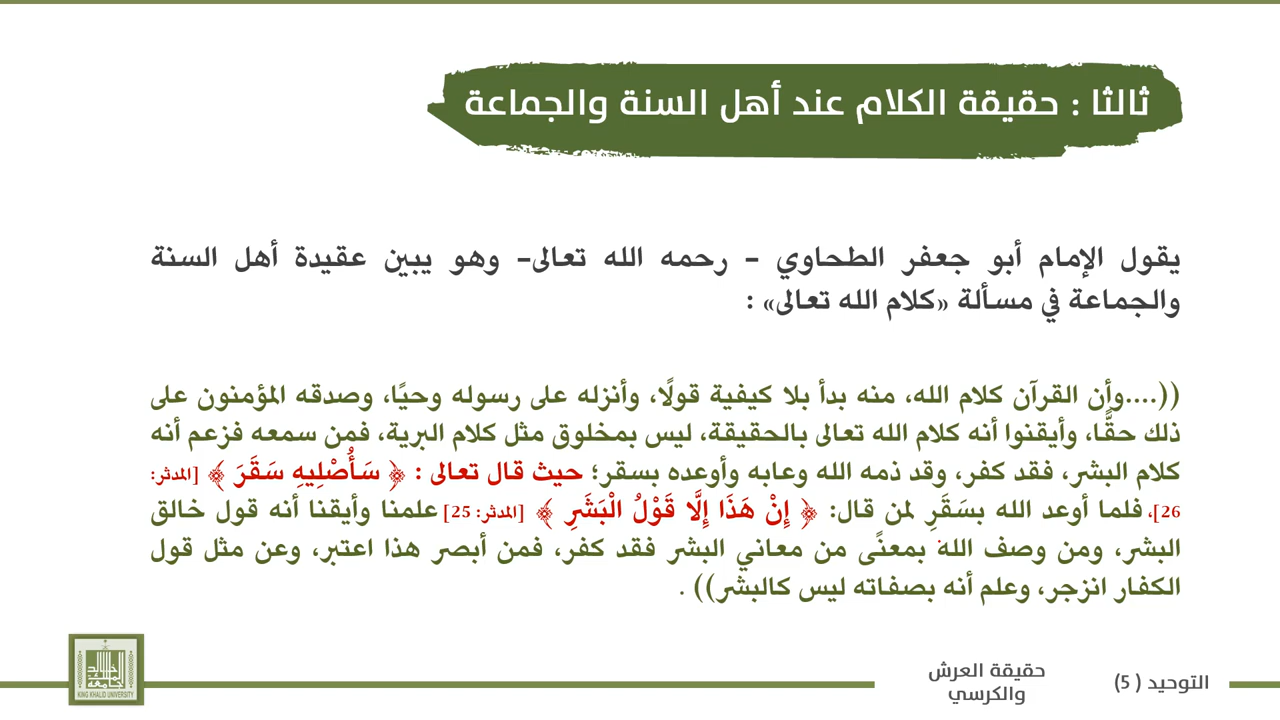 ثالثا : حقيقة الكلام عند أهل السنة والجماعة
يقول الإمام أبو جعفر الطحاوي – رحمه الله تعالى– وهو يبين عقيدة أهل السنة
والجماعة في مسألة «كلام الله تعالى» :
((....وأن القرآن كلام الله، منه بدأ بلا كيفية قولًا، وأنزله على رسوله وحيًا، وصدقه المؤمنون على
ذلك حقًّا، وأيقنوا أنه كلام الله تعالى بالحقيقة، ليس بمخلوق مثل كلام البرية، فمن سمعه فزعم أنه
كلام البشر، فقد كفر، وقد ذمه الله وعابه وأوعده بسقر؛ حيث قال تعالى : ﴿ سَأُصْلِيهِ سَقَرَ ﴾ [المدثر:
26]، فلما أوعد الله بسَقَرِ لمن قال: ﴿ إِنْ هَذَا إِلَّا قَوْلُ الْبَشَرِ ﴾ [المدثر: 25] علمنا وأيقنا أنه قول خالق
البشر، ومن وصف الله بمعنًى من معاني البشر فقد كفر، فمن أبصر هذا اعتبر، وعن مثل قول
الكفار انزجر، وعلم أنه بصفاته ليس كالبشر)) .
التوحيد ( 5)
حقيقة العرش
والكرسي
جامعة الملك خالد
KING KHALID UNIVERSITY